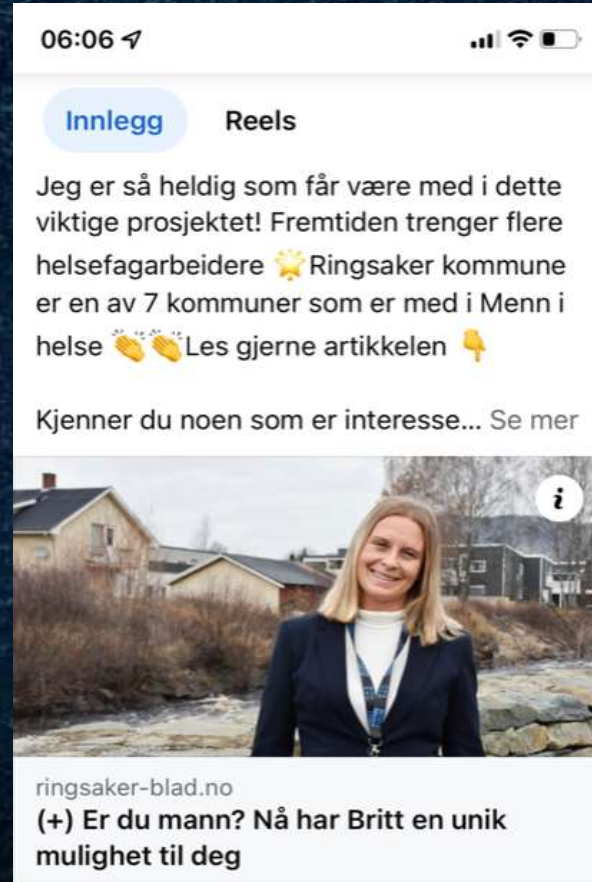 06:06
Innlegg Reels
Jeg er så heldig som får være med i dette
viktige prosjektet! Fremtiden trenger flere
helsefagarbeidere 🌟 Ringsaker kommune
er en av 7 kommuner som er med i Menn i
helse 👏👏 Les gjerne artikkelen 👇
Kjenner du noen som er interesse... Se mer
i
ringsaker-blad.no
(+) Er du mann? Nå har Britt en unik
mulighet til deg